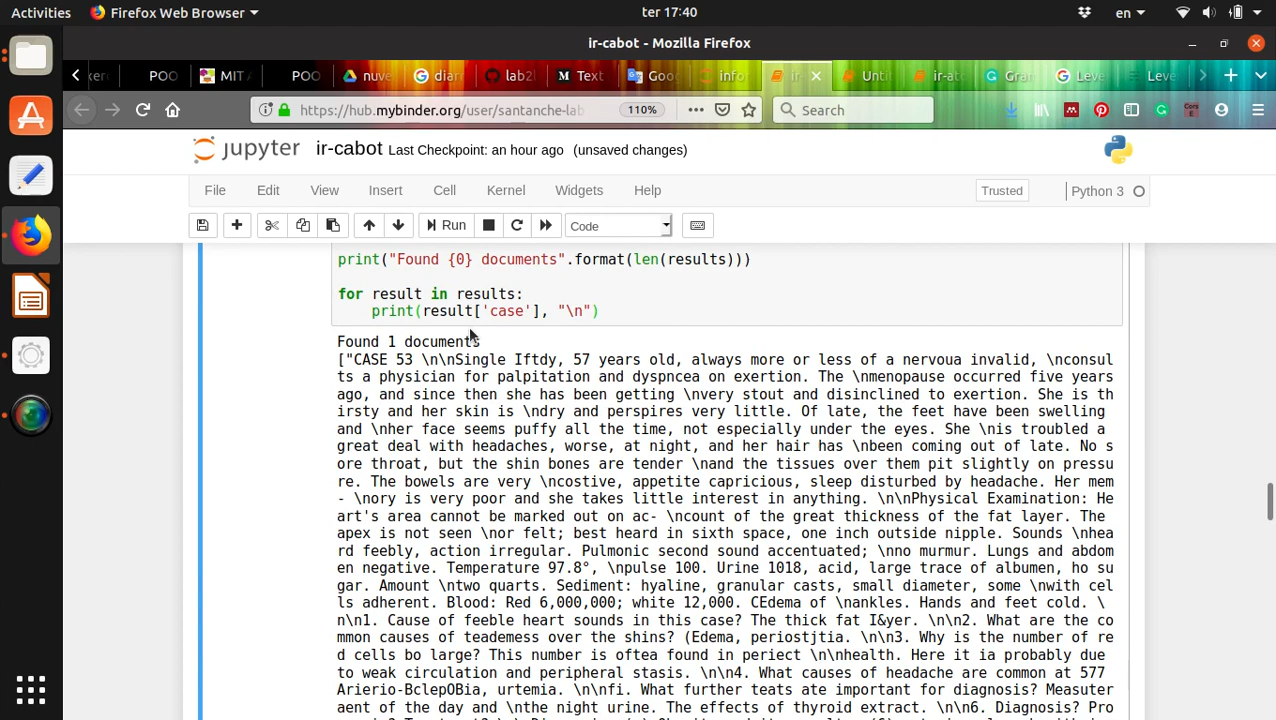 Activities Firefox Web Browser ter 17:40 en
ir-cabot - Mozilla Firefox
POO MIT POO nuve G diar lab2l M Text Goo info ir- Unti ir-at Gra G Leve Leve
https://hub.mybinder.org/user/santanche-lab 110% Search
jupyter ir-cabot Last Checkpoint: an hour ago (unsaved changes)
File Edit View Insert Cell Kernel Widgets Help Trusted Python 3
Run Code
print("Found {0} documents".format(len(results)))
for result in results:
print(result['case'], "\n")
Found 1 documents
["CASE 53 \n\nSingle Iftdy, 57 years old, always more or less of a nervoua invalid, \nconsul
ts a physician for palpitation and dyspncea on exertion. The \nmenopause occurred five years
ago, and since then she has been getting \nvery stout and disinclined to exertion. She is th
irsty and her skin is \ndry and perspires very little. Of late, the feet have been swelling
and \nher face seems puffy all the time, not especially under the eyes. She \nis troubled a
great deal with headaches, worse, at night, and her hair has \nbeen coming out of late. No s
ore throat, but the shin bones are tender \nand the tissues over them pit slightly on pressu
re. The bowels are very \ncostive, appetite capricious, sleep disturbed by headache. Her mem
- \nory is very poor and she takes little interest in anything. \n\nPhysical Examination: He
art's area cannot be marked out on ac- \ncount of the great thickness of the fat layer. The
apex is not seen \nor felt; best heard in sixth space, one inch outside nipple. Sounds \nhea
rd feebly, action irregular. Pulmonic second sound accentuated; \nno murmur. Lungs and abdom
en negative. Temperature 97.8°, \npulse 100. Urine 1018, acid, large trace of albumen, ho su
gar. Amount \ntwo quarts. Sediment: hyaline, granular casts, small diameter, some \nwith cel
ls adherent. Blood: Red 6,000,000; white 12,000. CEdema of \nankles. Hands and feet cold. \
n\n1. Cause of feeble heart sounds in this case? The thick fat I&yer. \n\n2. What are the co
mmon causes of teademess over the shins? (Edema, periostjtia. \n\n3. Why is the number of re
d cells bo large? This number is oftea found in periect \n\nhealth. Here it ia probably due
to weak circulation and peripheral stasis. \n\n4. What causes of headache are common at 577
Arierio-BclepOBia, urtemia. \n\nfi. What further teats ate important for diagnosis? Measuter
aent of the day and \nthe night urine. The effects of thyroid extract. \n\n6. Diagnosis? Pro